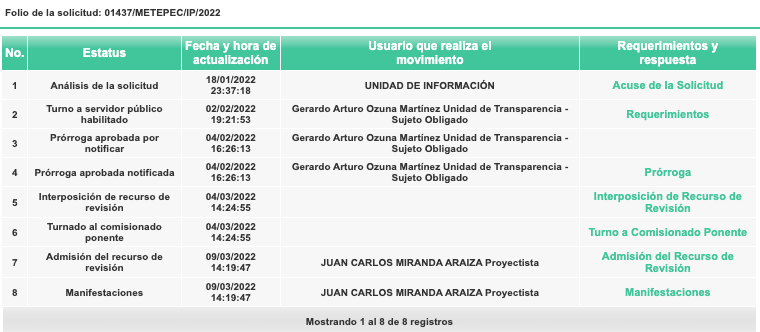 Folio de la solicitud: 01437/METEPEC/IP/2022
No. Estatus Fecha y hora de actualización Usuario que realiza el movimiento Requerimientos y respuesta
1 Análisis de la solicitud 18/01/2022 23:37:18 UNIDAD DE INFORMACIÓN Acuse de la Solicitud
2 Turno a servidor público habilitado 02/02/2022 19:21:53 Gerardo Arturo Ozuna Martínez Unidad de Transparencia - Sujeto Obligado Requerimientos
3 Prórroga aprobada por notificar 04/02/2022 16:26:13 Gerardo Arturo Ozuna Martínez Unidad de Transparencia - Sujeto Obligado
4 Prórroga aprobada notificada 04/02/2022 16:26:13 Gerardo Arturo Ozuna Martínez Unidad de Transparencia - Sujeto Obligado Prórroga
5 Interposición de recurso de revisión 04/03/2022 14:24:55 Interposición de Recurso de Revisión
6 Turnado al comisionado ponente 04/03/2022 14:24:55 Turno a Comisionado Ponente
7 Admisión del recurso de revisión 09/03/2022 14:19:47 JUAN CARLOS MIRANDA ARAIZA Proyectista Admisión del Recurso de Revisión
8 Manifestaciones 09/03/2022 14:19:47 JUAN CARLOS MIRANDA ARAIZA Proyectista Manifestaciones
Mostrando 1 al 8 de 8 registros